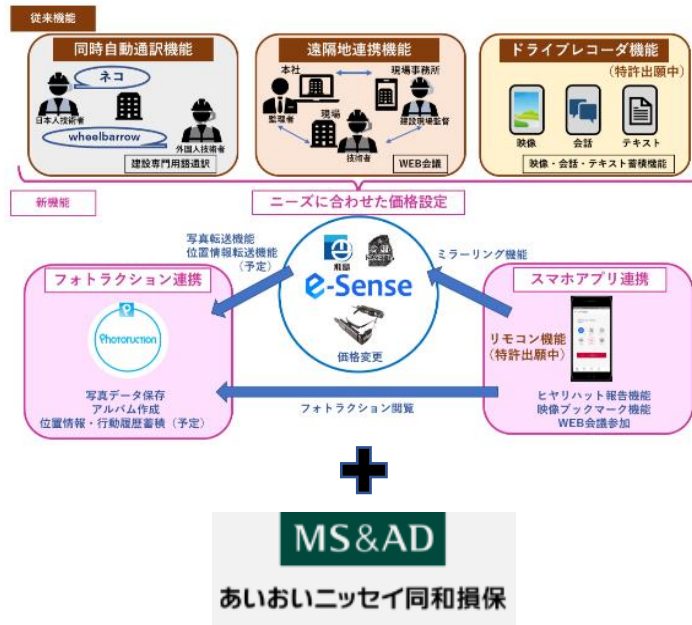 従来機能
同時自動通訳機能
ネコ
日本人技術者
wheelbarrow
外国人技術者
建設専門用語通訳
遠隔地連携機能
本社
現場事務所
監理者
現場
建設現場監督
技術者
WEB会議
ドライブレコーダ機能
(特許出願中)
映像
会話
テキスト
映像・会話・テキスト蓄積機能
新機能
ニーズに合わせた価格設定
写真転送機能
位置情報転送機能
(予定)
飛島
ROZETTA
e-Sense
価格変更
ミラーリング機能
フォトラクション連携
Photoruction
写真データ保存
アルバム作成
位置情報・行動履歴蓄積(予定)
フォトラクション閲覧
スマホアプリ連携
リモコン機能
(特許出願中)
ヒヤリハット報告機能
映像ブックマーク機能
WEB会議参加
MS&AD
あいおいニッセイ同和損保